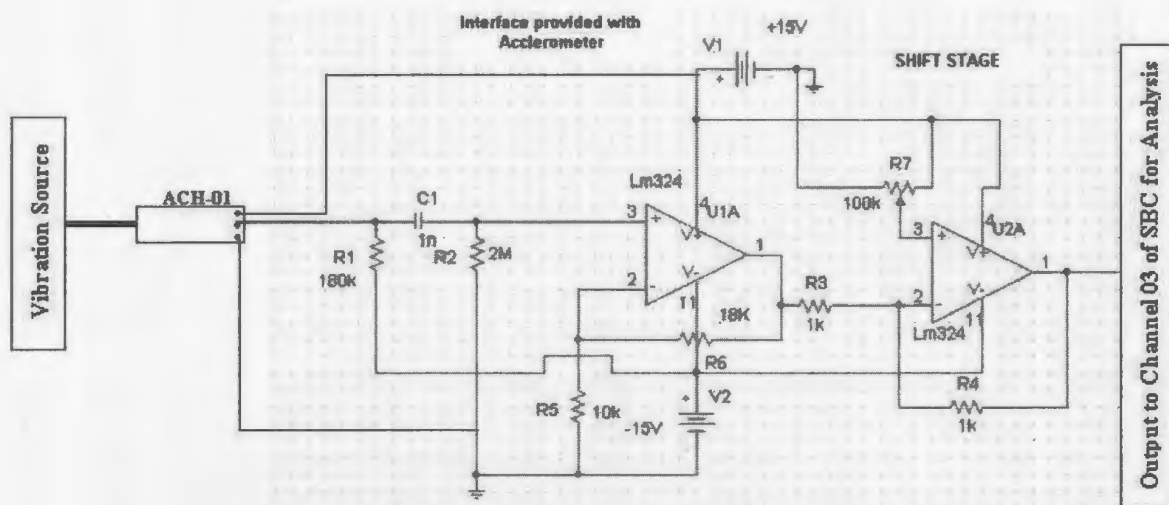 Interface provided with
Acclerometer
V1
+15V
+
-
SHIFT STAGE
Vibration Source
ACH-01
R1
180k
C1
1n
R2
2M
Lm324
3
+
2
-
4
U1A
V+
V-
11
1
18K
R6
R5
10k
+
V2
-15V
R3
1k
R7
100k
3
+
2
-
4
U2A
V+
V-
11
1
Lm324
R4
1k
Output to Channel 03 of SBC for Analysis